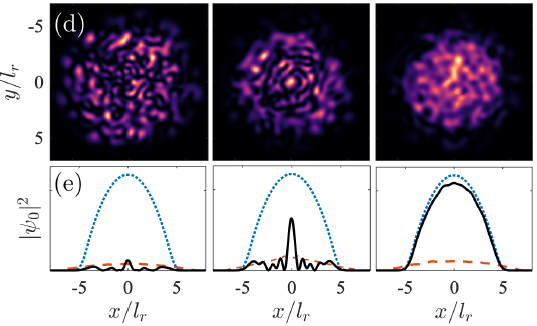 (d)
-5
0
5
y/l_r
(e)
|ψ_0|^2
-5 0 5 -5 0 5 -5 0 5
x/l_r x/l_r x/l_r